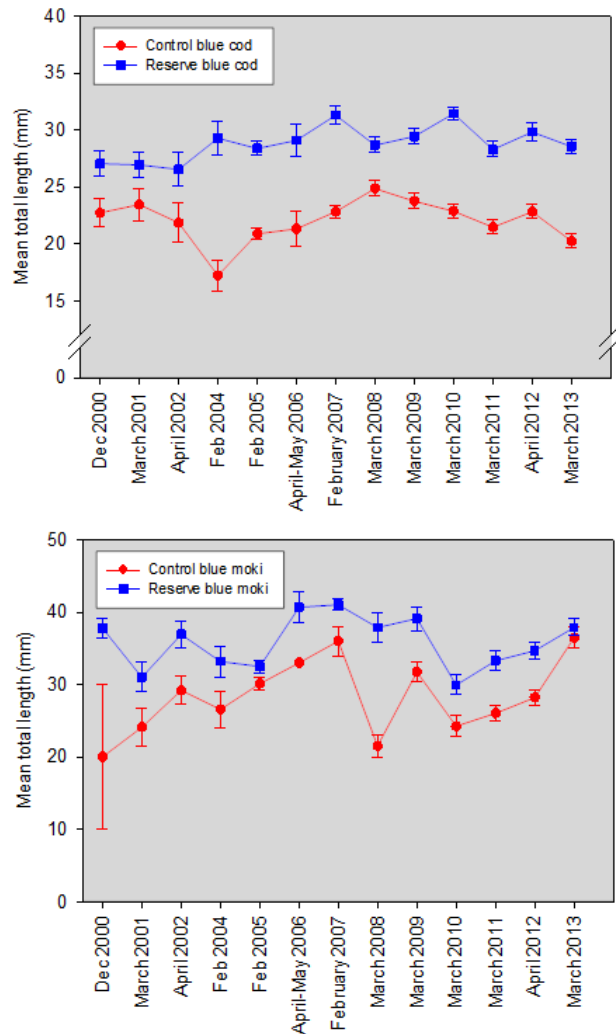 40
35
30
25
20
15
0
Mean total length (mm)
Control blue cod
Reserve blue cod
Dec 2000
March 2001
April 2002
Feb 2004
Feb 2005
April-May 2006
February 2007
March 2008
March 2009
March 2010
March 2011
April 2012
March 2013
50
40
30
20
10
0
Mean total length (mm)
Control blue moki
Reserve blue moki
Dec 2000
March 2001
April 2002
Feb 2004
Feb 2005
April-May 2006
February 2007
March 2008
March 2009
March 2010
March 2011
April 2012
March 2013